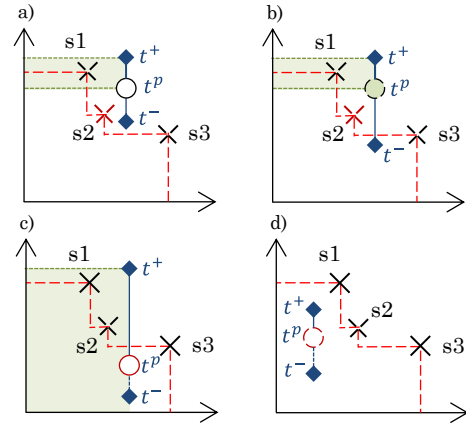 a)
s1
t⁺
tᵖ
s2
t⁻
s3
b)
s1
t⁺
tᵖ
s2
t⁻
s3
c)
s1
t⁺
s2
s3
tᵖ
t⁻
d)
s1
t⁺
s2
tᵖ
s3
t⁻